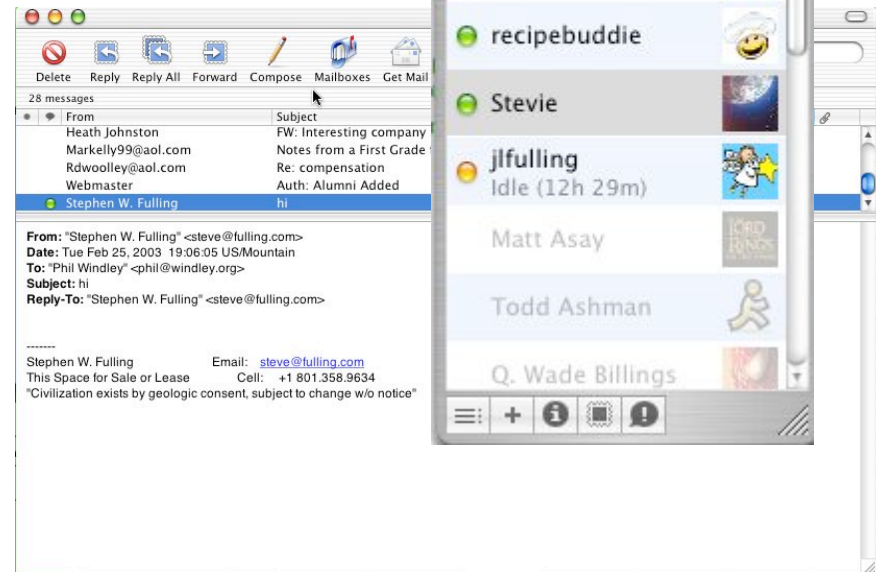 Delete Reply Reply All Forward Compose Mailboxes Get Mail
28 messages
From Subject
Heath Johnston FW: Interesting company
Markelly99@aol.com Notes from a First Grade
Rdwoolley@aol.com Re: compensation
Webmaster Auth: Alumni Added
Stephen W. Fulling hi
From: "Stephen W. Fulling" <steve@fulling.com>
Date: Tue Feb 25, 2003 19:06:05 US/Mountain
To: "Phil Windley" <phil@windley.org>
Subject: hi
Reply-To: "Stephen W. Fulling" <steve@fulling.com>
-------
Stephen W. Fulling Email: steve@fulling.com
This Space for Sale or Lease Cell: +1 801.358.9634
"Civilization exists by geologic consent, subject to change w/o notice"
recipebuddie
Stevie
jlfulling
Idle (12h 29m)
Matt Asay
LORD
RINGS
Todd Ashman
Q. Wade Billings